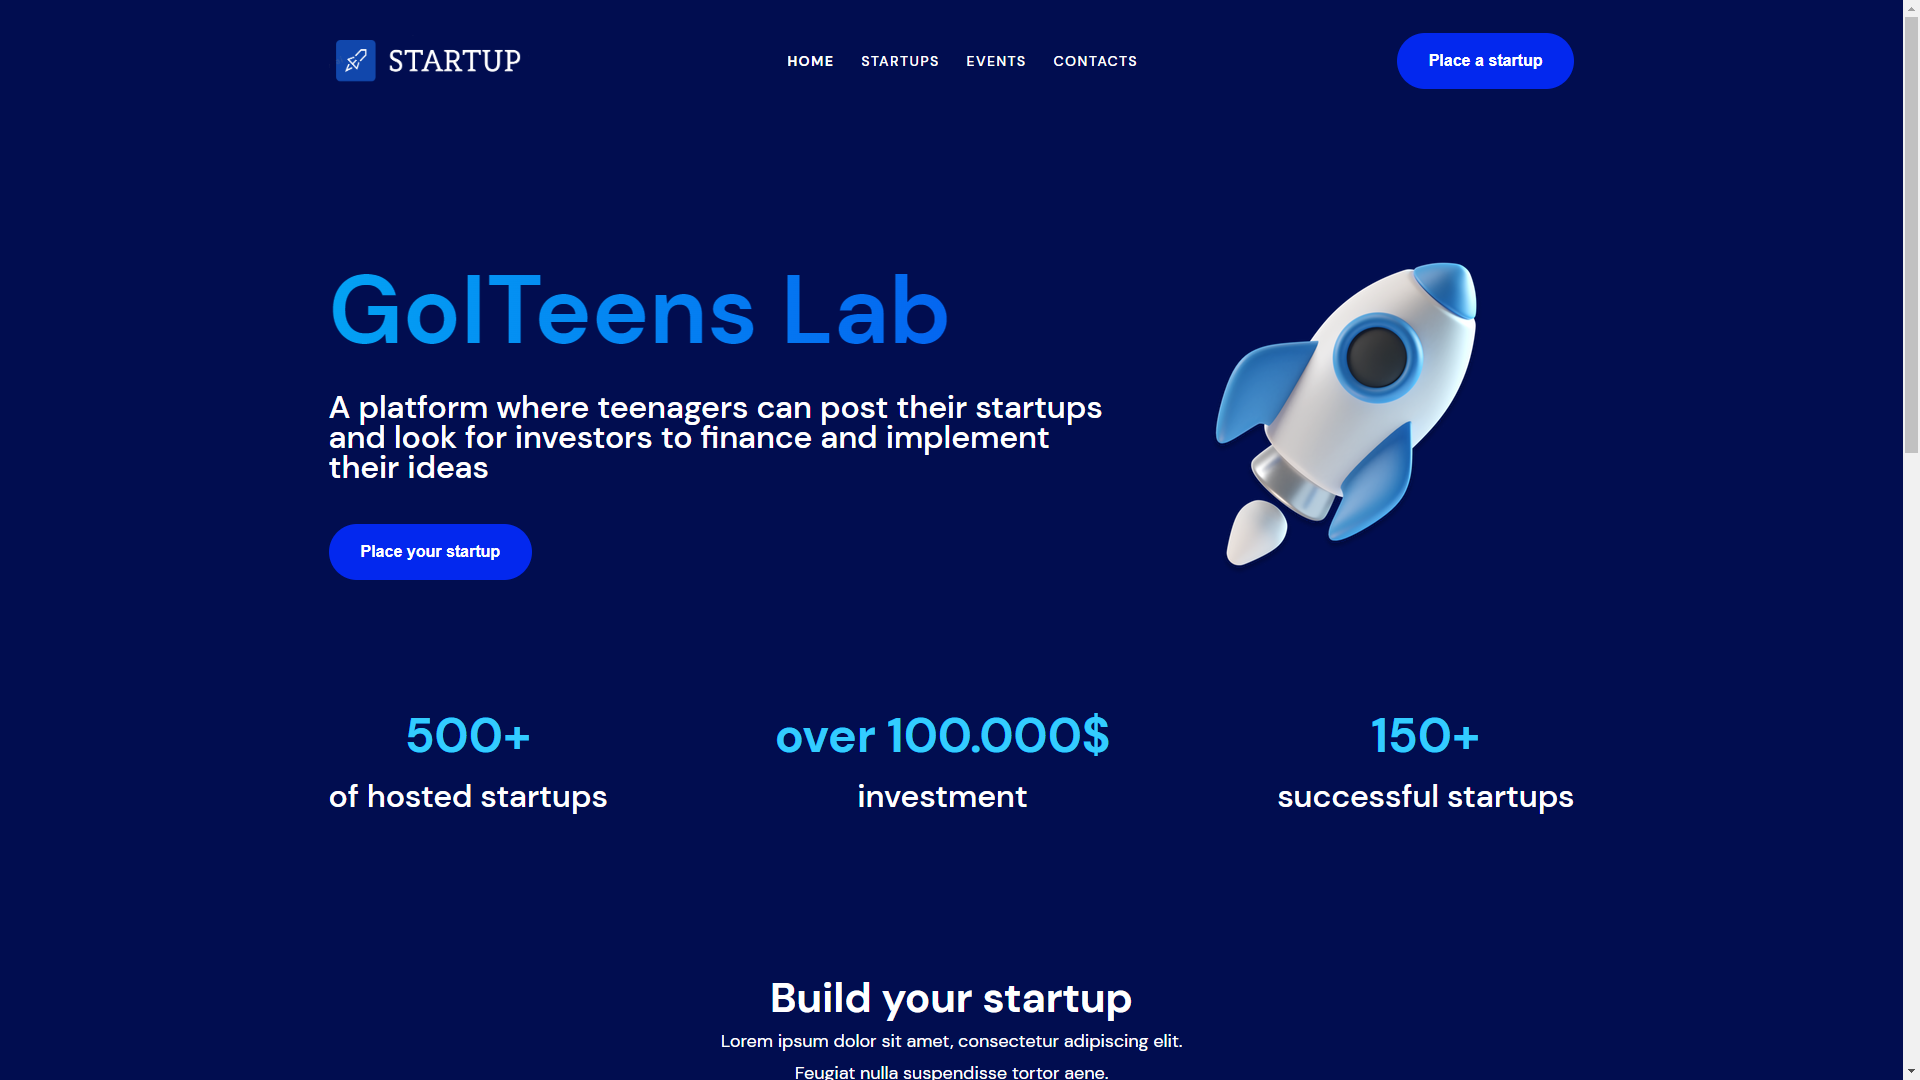 STARTUP
HOME STARTUPS EVENTS CONTACTS
Place a startup
GoITeens Lab
A platform where teenagers can post their startups
and look for investors to finance and implement
their ideas
Place your startup
500+
of hosted startups
over 100.000$
investment
150+
successful startups
Build your startup
Lorem ipsum dolor sit amet, consectetur adipiscing elit.
Feugiat nulla suspendisse tortor aene.